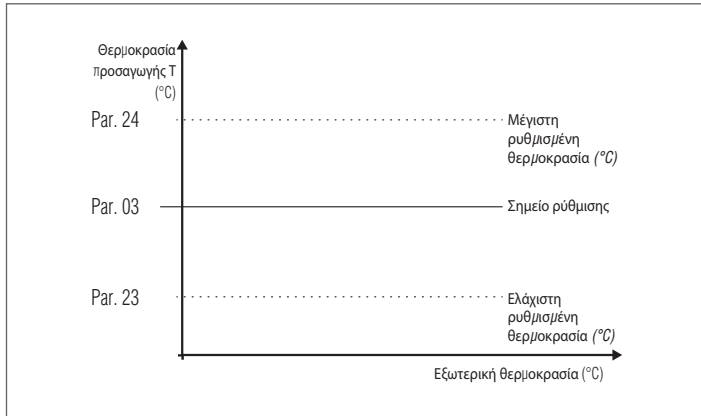 Θερμοκρασία
προσαγωγής T
(°C)
Par. 24
Μέγιστη
ρυθμισμένη
θερμοκρασία (°C)
Par. 03
Σημείο ρύθμισης
Par. 23
Ελάχιστη
ρυθμισμένη
θερμοκρασία (°C)
Εξωτερική θερμοκρασία (°C)